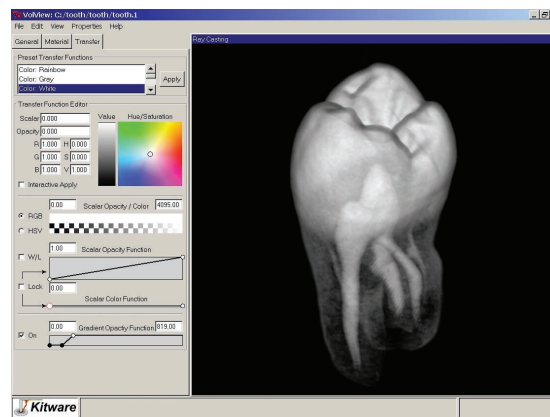 VolView: C:/tooth/tooth/tooth.1
File Edit View Properties Help
General Material Transfer
Ray Casting
Preset Transfer Functions
Color: Rainbow
Color: Gray
Color: White
Apply
Transfer Function Editor
Scalar 0.000 Value Hue/Saturation
Opacity 0.000
R 1.000 H 0.000
G 1.000 S 0.000
B 1.000 V 1.000
Interactive Apply
0.00 Scalar Opacity / Color 4095.00
RGB
HSV
1.00 Scalar Opacity Function
W/L
Lock 0.00
Scalar Color Function
0.00 Gradient Opacity Function 819.00
On
Kitware